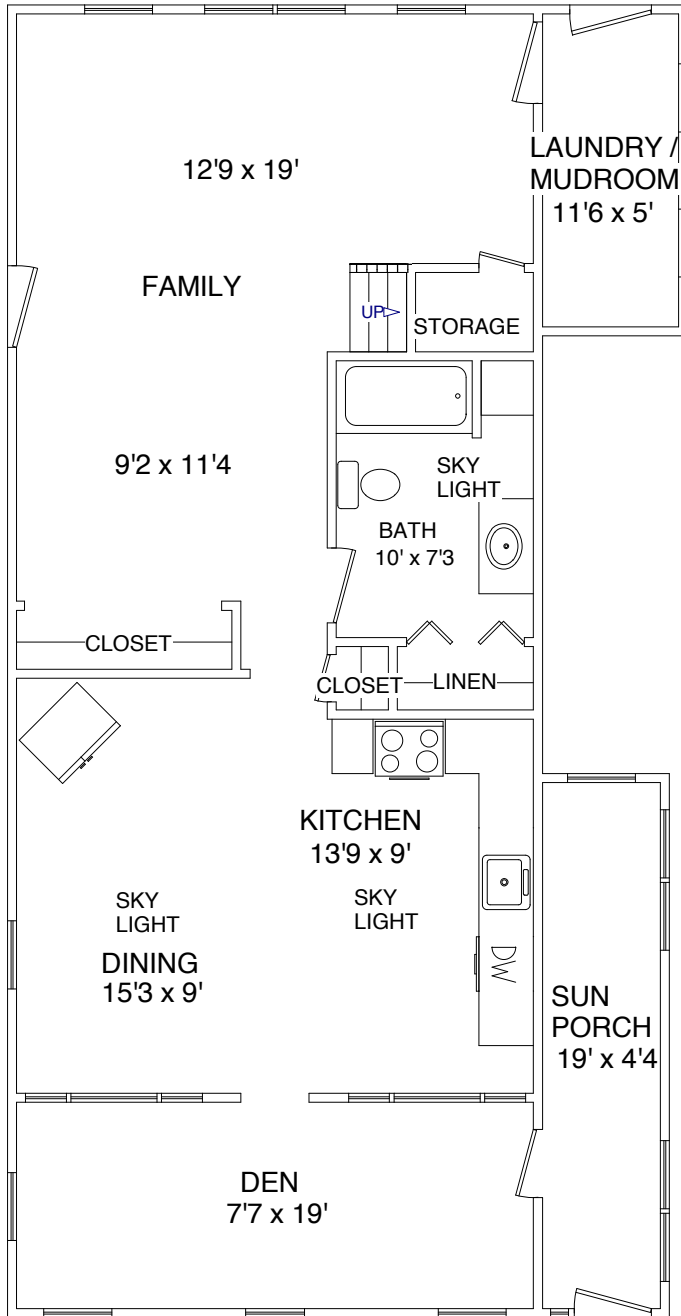 12'9 x 19'
LAUNDRY /
MUDROOM
11'6 x 5'
FAMILY
UP
STORAGE
9'2 x 11'4
SKY
LIGHT
BATH
10' x 7'3
CLOSET
CLOSET
LINEN
KITCHEN
13'9 x 9'
SKY
LIGHT
SKY
LIGHT
DINING
15'3 x 9'
DW
SUN
PORCH
19' x 4'4
DEN
7'7 x 19'